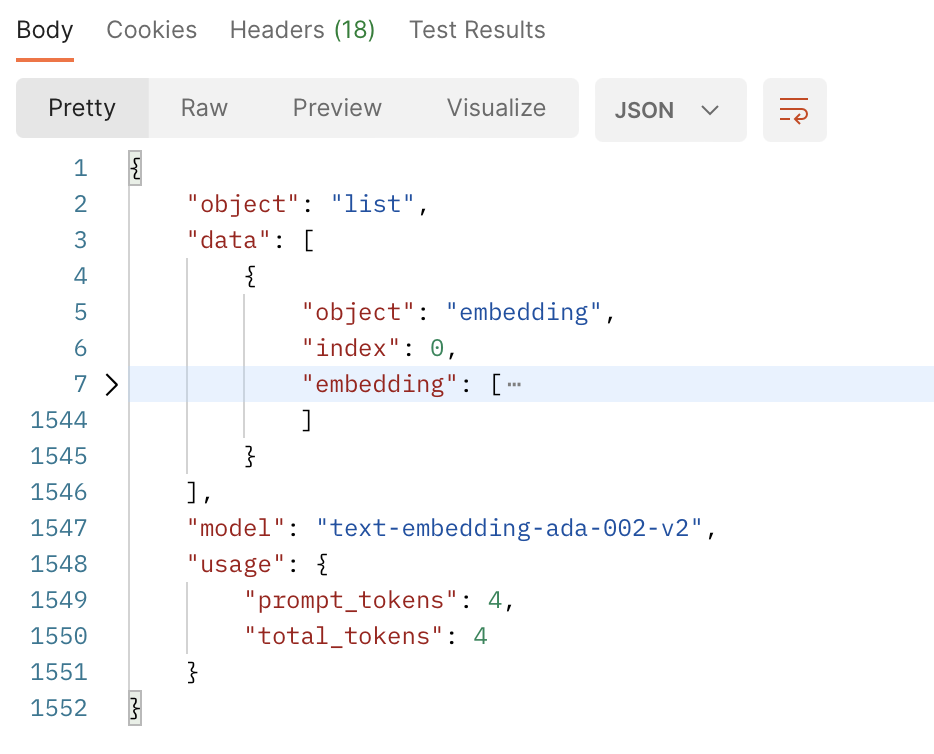 Body Cookies Headers (18) Test Results
Pretty Raw Preview Visualize JSON
1 {
2 "object": "list",
3 "data": [
4 {
5 "object": "embedding",
6 "index": 0,
7 "embedding": [ ⋯
1544 ]
1545 }
1546 ],
1547 "model": "text-embedding-ada-002-v2",
1548 "usage": {
1549 "prompt_tokens": 4,
1550 "total_tokens": 4
1551 }
1552 }